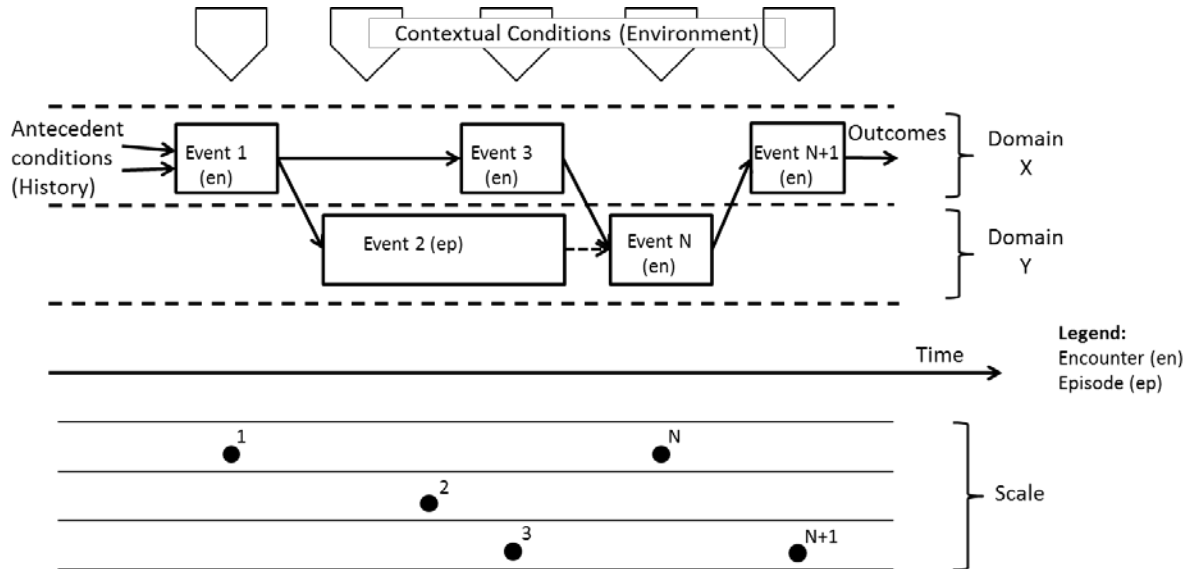 Contextual Conditions (Environment)
Antecedent
conditions
(History)
Event 1
(en)
Event 3
(en)
Event N+1
(en)
Outcomes
Domain
X
Event 2 (ep)
Event N
(en)
Domain
Y
Time
Legend:
Encounter (en)
Episode (ep)
1
N
2
Scale
3
N+1